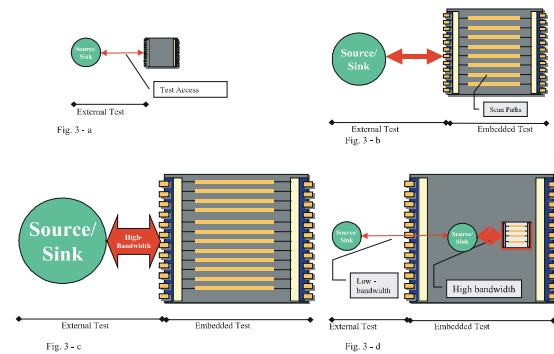 Source/
Sink
Test Access
External Test
Fig. 3 - a
Source/
Sink
Scan Paths
External Test
Embedded Test
Fig. 3 - b
Source/
Sink
High-
Bandwidth
External Test
Embedded Test
Fig. 3 - c
Source/
Sink
Source/
Sink
Low -
bandwidth
High bandwidth
External Test
Embedded Test
Fig. 3 - d